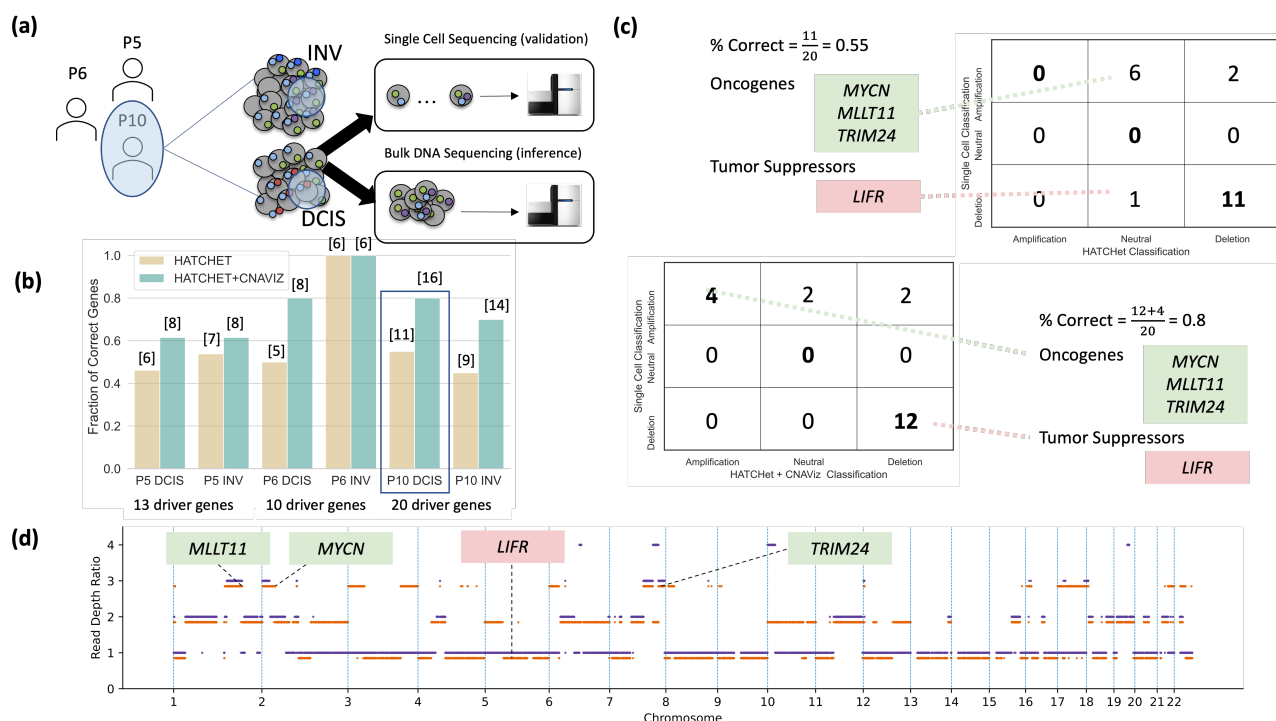 (a)
P5
P6
P10
INV
DCIS
Single Cell Sequencing (validation)
...
Bulk DNA Sequencing (inference)
(b)
Fraction of Correct Genes
1.0
0.8
0.6
0.4
0.2
0.0
HATCHET
HATCHET+CNAVIZ
[6] [8] [7] [8] [5] [8] [6] [6] [11] [16] [9] [14]
P5 DCIS P5 INV P6 DCIS P6 INV P10 DCIS P10 INV
13 driver genes 10 driver genes 20 driver genes
(c)
% Correct = 11/20 = 0.55
Oncogenes
MYCN
MLLT11
TRIM24
Tumor Suppressors
LIFR
Single Cell Classification
Amplification
Neutral
Deletion
0 6 2
0 0 0
0 1 11
Amplification Neutral Deletion
HATCHet Classification
Single Cell Classification
Amplification
Neutral
Deletion
4 2 2
0 0 0
0 0 12
Amplification Neutral Deletion
HATCHet + CNAViz Classification
% Correct = 12+4/20 = 0.8
Oncogenes
MYCN
MLLT11
TRIM24
Tumor Suppressors
LIFR
(d)
MLLT11 MYCN LIFR TRIM24
Read Depth Ratio
4
3
2
1
0
1 2 3 4 5 6 7 8 9 10 11 12 13 14 15 16 17 18 19 20 21 22
Chromosome